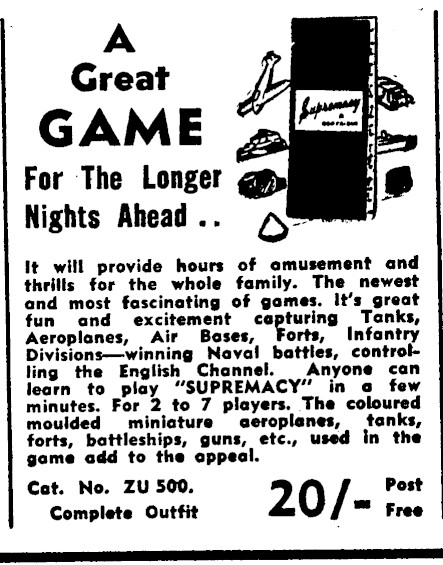 A
Great
GAME
For The Longer
Nights Ahead ..
Supremacy
It will provide hours of amusement and
thrills for the whole family. The newest
and most fascinating of games. It's great
fun and excitement capturing Tanks,
Aeroplanes, Air Bases, Forts, Infantry
Divisions—winning Naval battles, control-
ling the English Channel. Anyone can
learn to play "SUPREMACY" in a few
minutes. For 2 to 7 players. The coloured
moulded miniature aeroplanes, tanks,
forts, battleships, guns, etc., used in the
game add to the appeal.
Cat. No. ZU 500.
Complete Outfit
20/- Post
Free